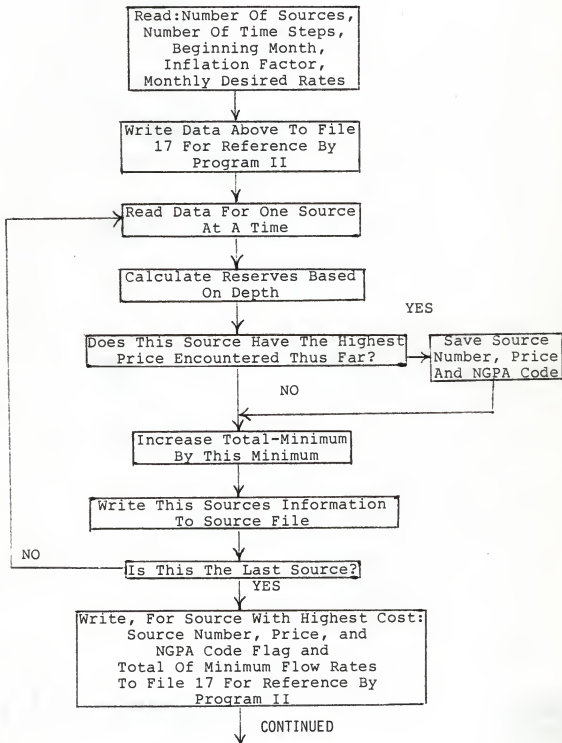 Read:Number Of Sources,
Number Of Time Steps,
Beginning Month,
Inflation Factor,
Monthly Desired Rates
Write Data Above To File
17 For Reference By
Program II
Read Data For One Source
At A Time
Calculate Reserves Based
On Depth
YES
Does This Source Have The Highest
Price Encountered Thus Far?
Save Source
Number, Price
And NGPA Code
NO
Increase Total-Minimum
By This Minimum
Write This Sources Information
To Source File
NO
Is This The Last Source?
YES
Write, For Source With Highest Cost:
Source Number, Price, and
NGPA Code Flag and
Total Of Minimum Flow Rates
To File 17 For Reference By
Program II
CONTINUED